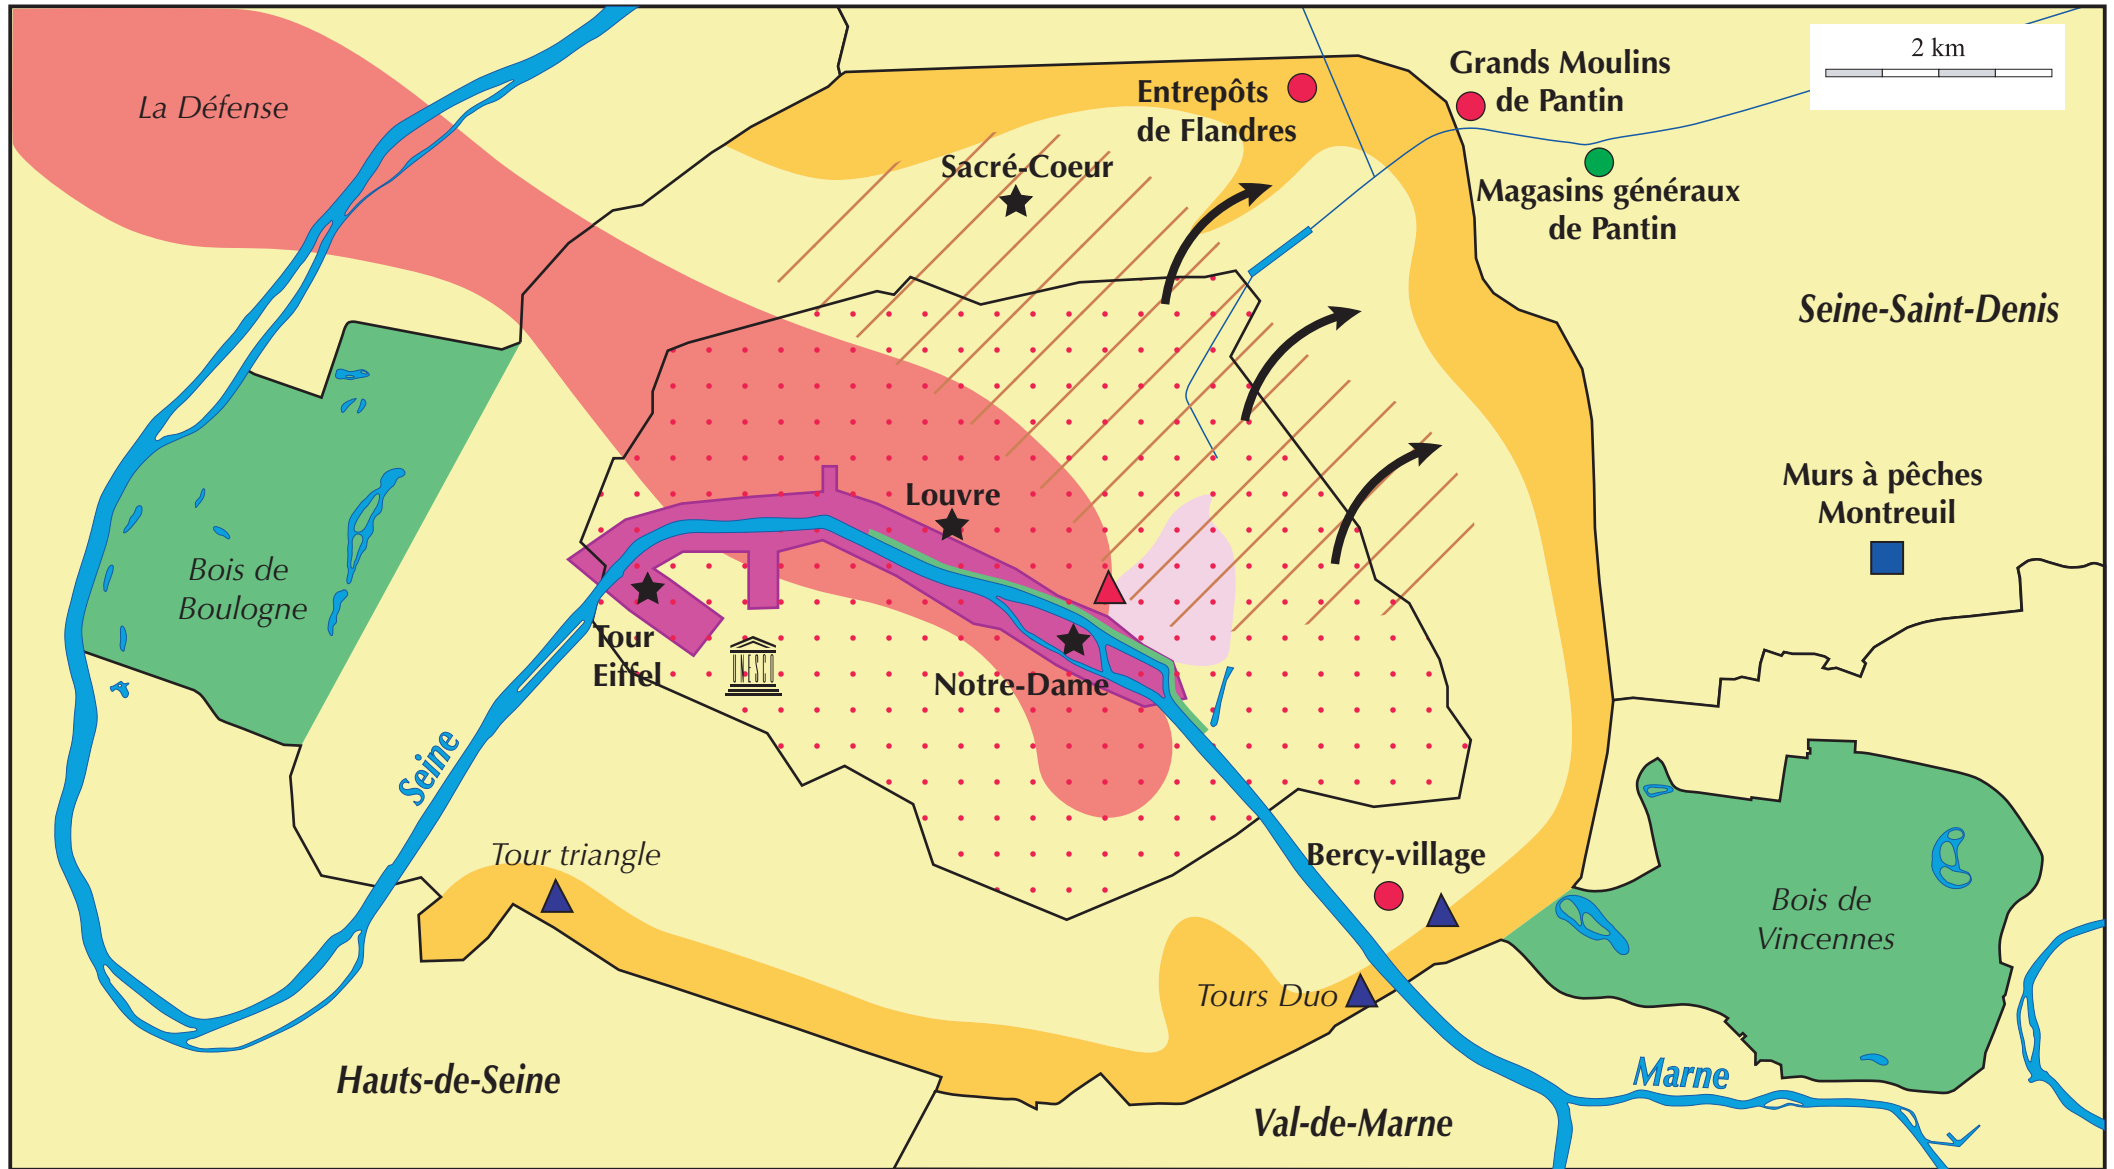 2 km
La Défense
Entrepôts
de Flandres
Grands Moulins
de Pantin
Sacré-Coeur
Magasins généraux
de Pantin
Seine-Saint-Denis
Louvre
Murs à pêches
Montreuil
Bois de
Boulogne
Tour
Eiffel
UNESCO
Notre-Dame
Seine
Tour triangle
Bercy-village
Bois de
Vincennes
Tours Duo
Hauts-de-Seine
Marne
Val-de-Marne